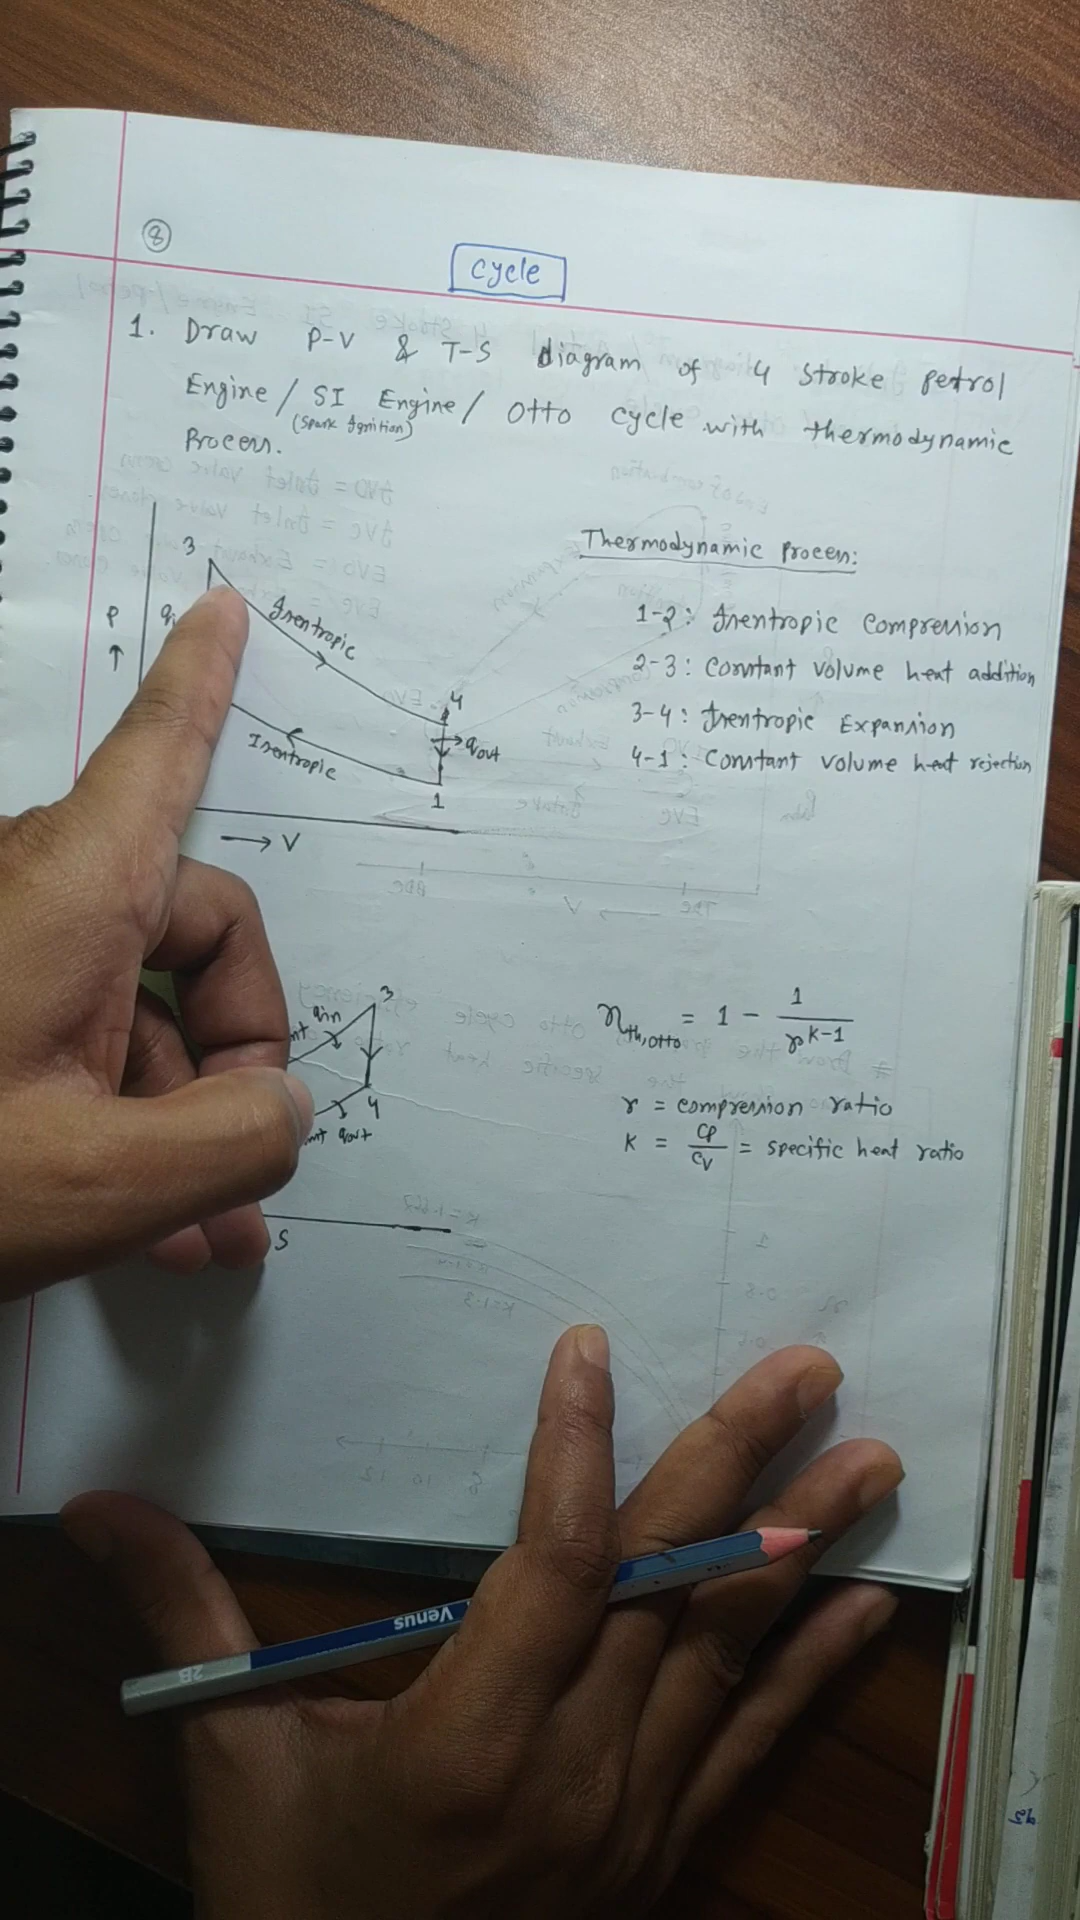 8
Cycle
1. Draw P-V & T-S diagram of 4 stroke petrol
Engine / SI Engine / Otto cycle with thermodynamic
(Spark Ignition)
Process.
Thermodynamic Process:
1-2: Isentropic Compression
2-3: Constant volume heat addition
3-4: Isentropic Expansion
4-1: Constant volume heat rejection
3
P
Isentropic
4
qout
Isentropic
1
V
3
qin
4
qout
S
ηth,otto = 1 - 1/r^k-1
r = compression ratio
K = CP/CV = specific heat ratio
Venus
2B